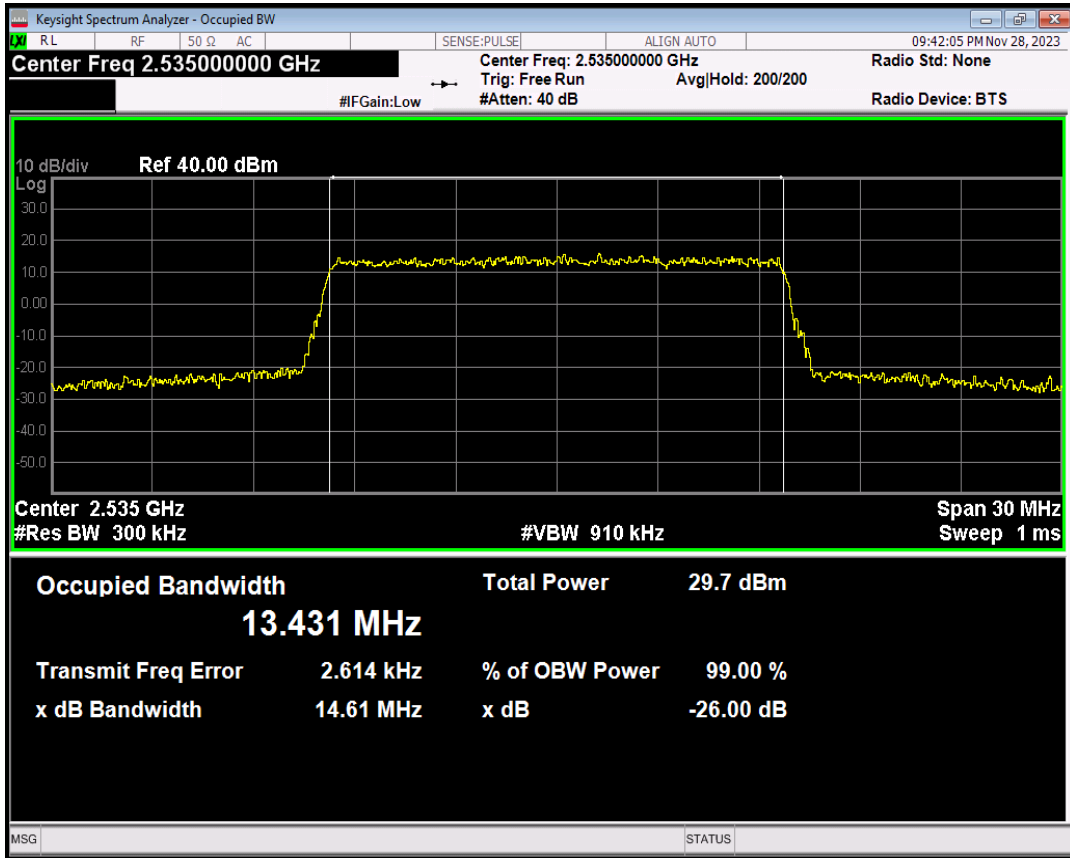 Keysight Spectrum Analyzer - Occupied BW
LXI RL RF 50 Ω AC SENSE:PULSE ALIGN AUTO 09:42:05 PM Nov 28, 2023
Center Freq 2.535000000 GHz Center Freq: 2.535000000 GHz Radio Std: None
Trig: Free Run Avg|Hold: 200/200
#IFGain:Low #Atten: 40 dB Radio Device: BTS
10 dB/div Ref 40.00 dBm
Log
30.0
20.0
10.0
0.00
-10.0
-20.0
-30.0
-40.0
-50.0
Center 2.535 GHz Span 30 MHz
#Res BW 300 kHz #VBW 910 kHz Sweep 1 ms
Occupied Bandwidth Total Power 29.7 dBm
13.431 MHz
Transmit Freq Error 2.614 kHz % of OBW Power 99.00 %
x dB Bandwidth 14.61 MHz x dB -26.00 dB
MSG STATUS